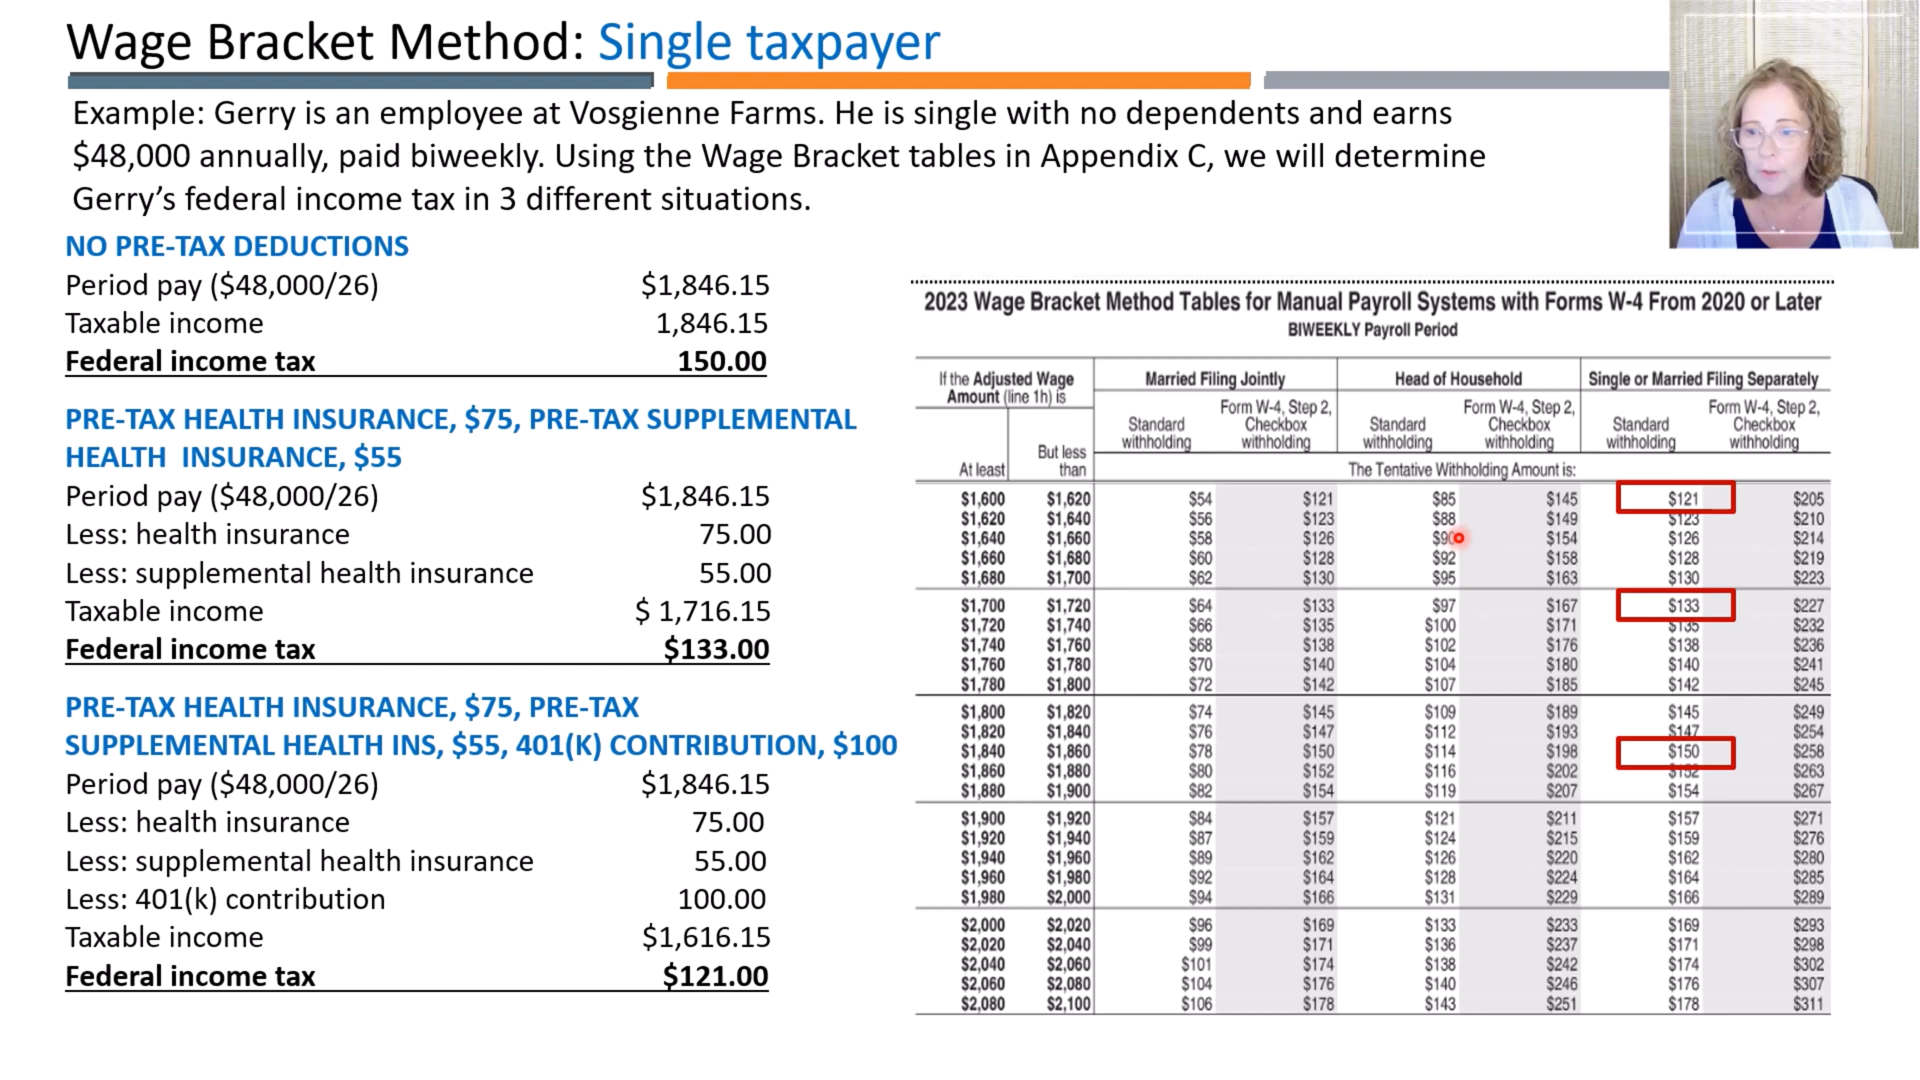 Wage Bracket Method: Single taxpayer
Example: Gerry is an employee at Vosgienne Farms. He is single with no dependents and earns
$48,000 annually, paid biweekly. Using the Wage Bracket tables in Appendix C, we will determine
Gerry’s federal income tax in 3 different situations.
NO PRE-TAX DEDUCTIONS
Period pay ($48,000/26) $1,846.15
Taxable income 1,846.15
Federal income tax 150.00
PRE-TAX HEALTH INSURANCE, $75, PRE-TAX SUPPLEMENTAL
HEALTH INSURANCE, $55
Period pay ($48,000/26) $1,846.15
Less: health insurance 75.00
Less: supplemental health insurance 55.00
Taxable income $ 1,716.15
Federal income tax $133.00
PRE-TAX HEALTH INSURANCE, $75, PRE-TAX
SUPPLEMENTAL HEALTH INS, $55, 401(K) CONTRIBUTION, $100
Period pay ($48,000/26) $1,846.15
Less: health insurance 75.00
Less: supplemental health insurance 55.00
Less: 401(k) contribution 100.00
Taxable income $1,616.15
Federal income tax $121.00
2023 Wage Bracket Method Tables for Manual Payroll Systems with Forms W-4 From 2020 or Later
BIWEEKLY Payroll Period
If the Adjusted Wage
Amount (line 1h) is
Married Filing Jointly Head of Household Single or Married Filing Separately
At least
But less
than
Standard
withholding
Form W-4, Step 2,
Checkbox
withholding
Standard
withholding
Form W-4, Step 2,
Checkbox
withholding
Standard
withholding
Form W-4, Step 2,
Checkbox
withholding
The Tentative Withholding Amount is:
$1,600 $1,620 $54 $121 $85 $145 $121 $205
$1,620 $1,640 $56 $123 $88 $149 $123 $210
$1,640 $1,660 $58 $126 $90 $154 $126 $214
$1,660 $1,680 $60 $128 $92 $158 $128 $219
$1,680 $1,700 $62 $130 $95 $163 $130 $223
$1,700 $1,720 $64 $133 $97 $167 $133 $227
$1,720 $1,740 $66 $135 $100 $171 $135 $232
$1,740 $1,760 $68 $138 $102 $176 $138 $236
$1,760 $1,780 $70 $140 $104 $180 $140 $241
$1,780 $1,800 $72 $142 $107 $185 $142 $245
$1,800 $1,820 $74 $145 $109 $189 $145 $249
$1,820 $1,840 $76 $147 $112 $193 $147 $254
$1,840 $1,860 $78 $150 $114 $198 $150 $258
$1,860 $1,880 $80 $152 $116 $202 $152 $263
$1,880 $1,900 $82 $154 $119 $207 $154 $267
$1,900 $1,920 $84 $157 $121 $211 $157 $271
$1,920 $1,940 $87 $159 $124 $215 $159 $276
$1,940 $1,960 $89 $162 $126 $220 $162 $280
$1,960 $1,980 $92 $164 $128 $224 $164 $285
$1,980 $2,000 $94 $166 $131 $229 $166 $289
$2,000 $2,020 $96 $169 $133 $233 $169 $293
$2,020 $2,040 $99 $171 $136 $237 $171 $298
$2,040 $2,060 $101 $174 $138 $242 $174 $302
$2,060 $2,080 $104 $176 $140 $246 $176 $307
$2,080 $2,100 $106 $178 $143 $251 $178 $311